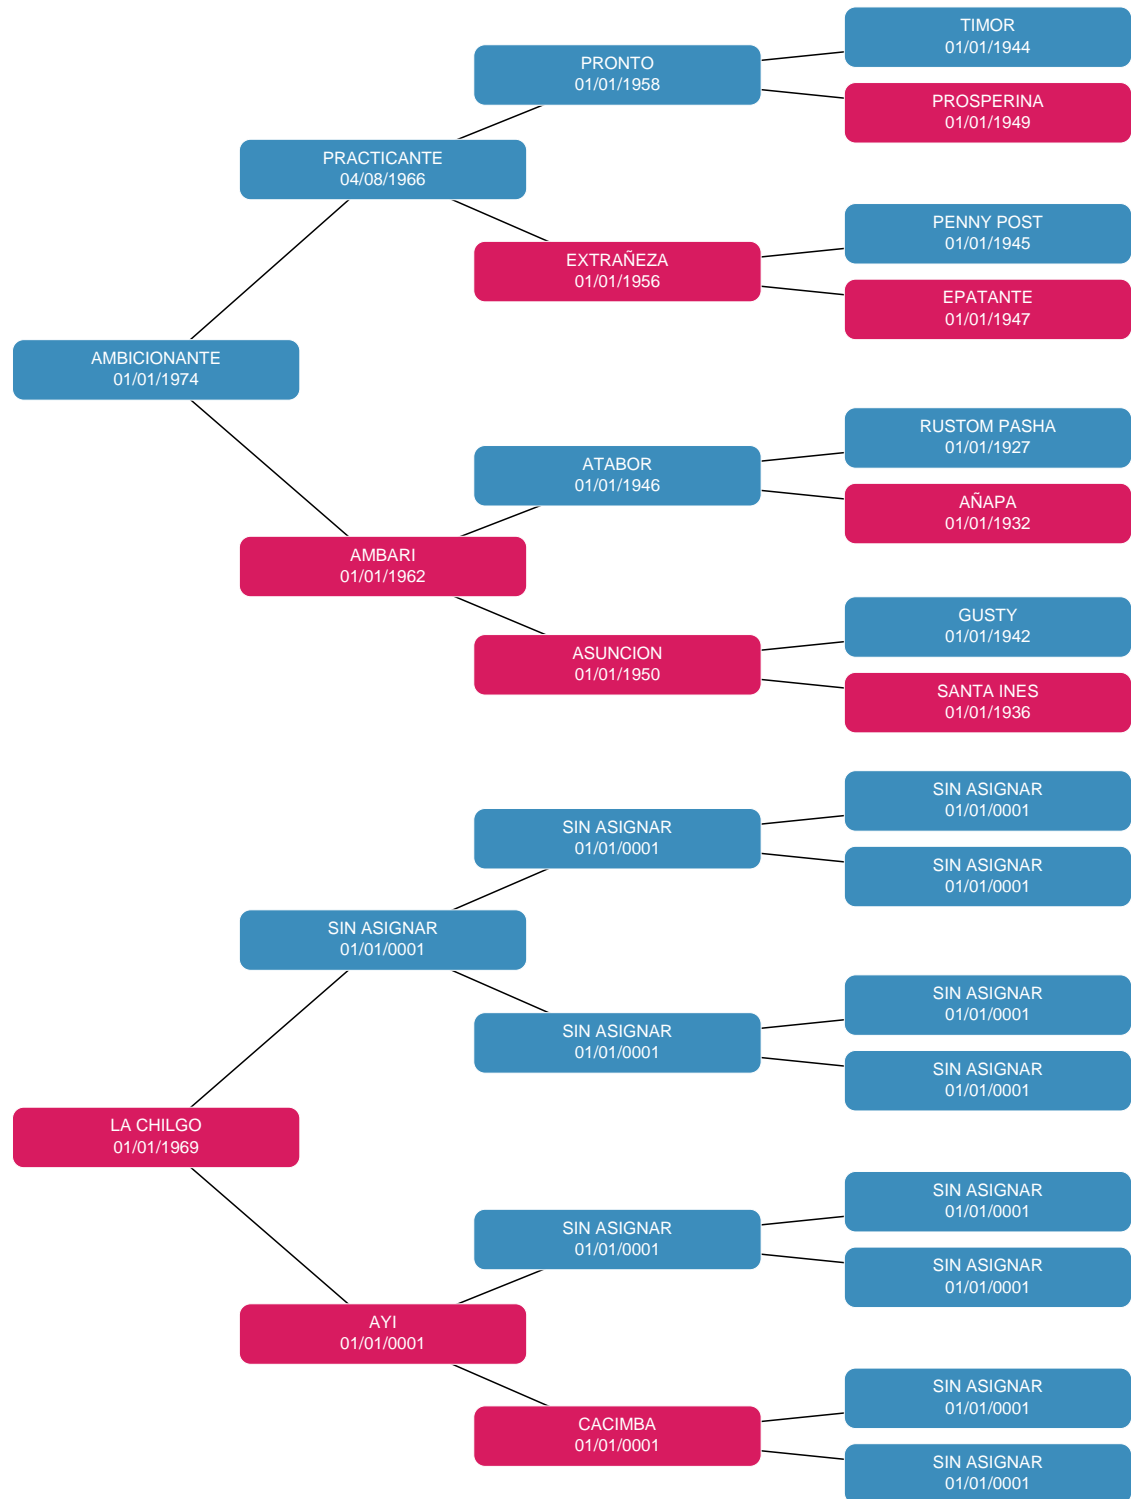 TIMOR
01/01/1944
PRONTO
01/01/1958
PROSPERINA
01/01/1949
PRACTICANTE
04/08/1966
PENNY POST
01/01/1945
EXTRAÑEZA
01/01/1956
EPATANTE
01/01/1947
AMBICIONANTE
01/01/1974
RUSTOM PASHA
01/01/1927
ATABOR
01/01/1946
AÑAPA
01/01/1932
AMBARI
01/01/1962
GUSTY
01/01/1942
ASUNCION
01/01/1950
SANTA INES
01/01/1936
SIN ASIGNAR
01/01/0001
SIN ASIGNAR
01/01/0001
SIN ASIGNAR
01/01/0001
SIN ASIGNAR
01/01/0001
SIN ASIGNAR
01/01/0001
SIN ASIGNAR
01/01/0001
SIN ASIGNAR
01/01/0001
LA CHILGO
01/01/1969
SIN ASIGNAR
01/01/0001
SIN ASIGNAR
01/01/0001
SIN ASIGNAR
01/01/0001
AYI
01/01/0001
SIN ASIGNAR
01/01/0001
CACIMBA
01/01/0001
SIN ASIGNAR
01/01/0001